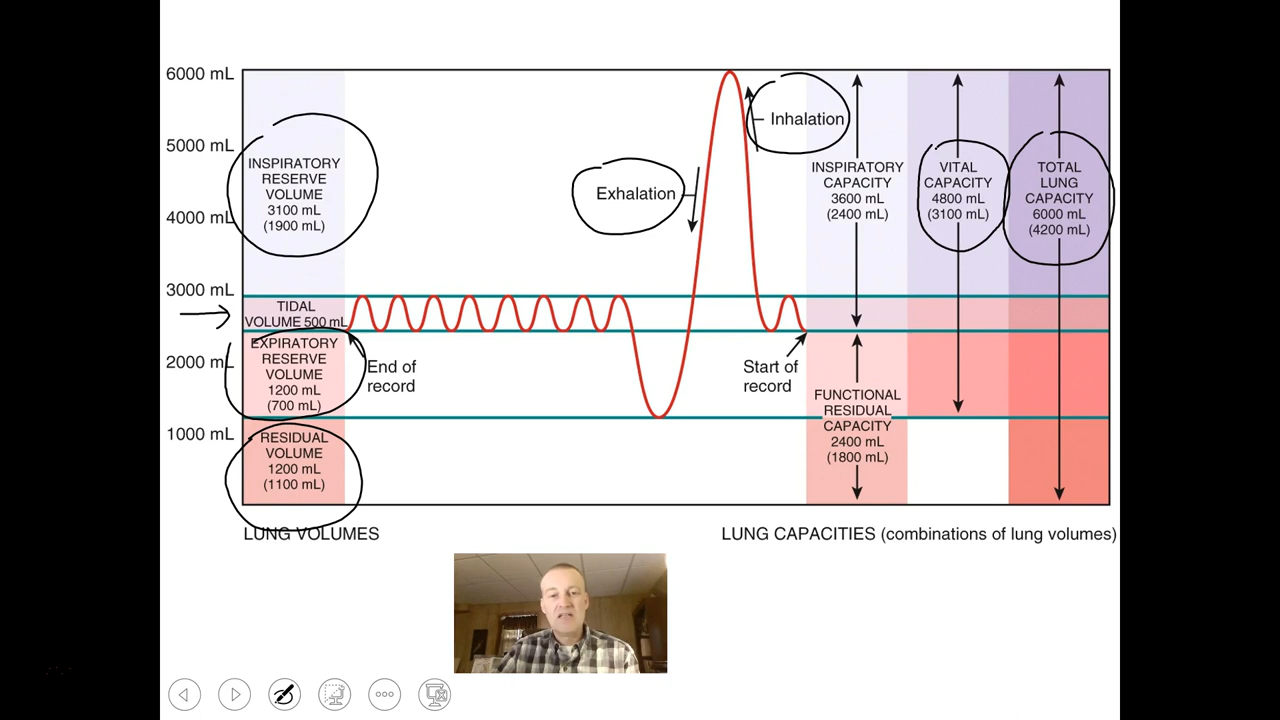 6000 mL
5000 mL
4000 mL
3000 mL
2000 mL
1000 mL
INSPIRATORY
RESERVE
VOLUME
3100 mL
(1900 mL)
TIDAL
VOLUME 500 mL
EXPIRATORY
RESERVE
VOLUME
1200 mL
(700 mL)
RESIDUAL
VOLUME
1200 mL
(1100 mL)
LUNG VOLUMES
End of
record
Exhalation
Inhalation
Start of
record
INSPIRATORY
CAPACITY
3600 mL
(2400 mL)
FUNCTIONAL
RESIDUAL
CAPACITY
2400 mL
(1800 mL)
VITAL
CAPACITY
4800 mL
(3100 mL)
TOTAL
LUNG
CAPACITY
6000 mL
(4200 mL)
LUNG CAPACITIES (combinations of lung volumes)